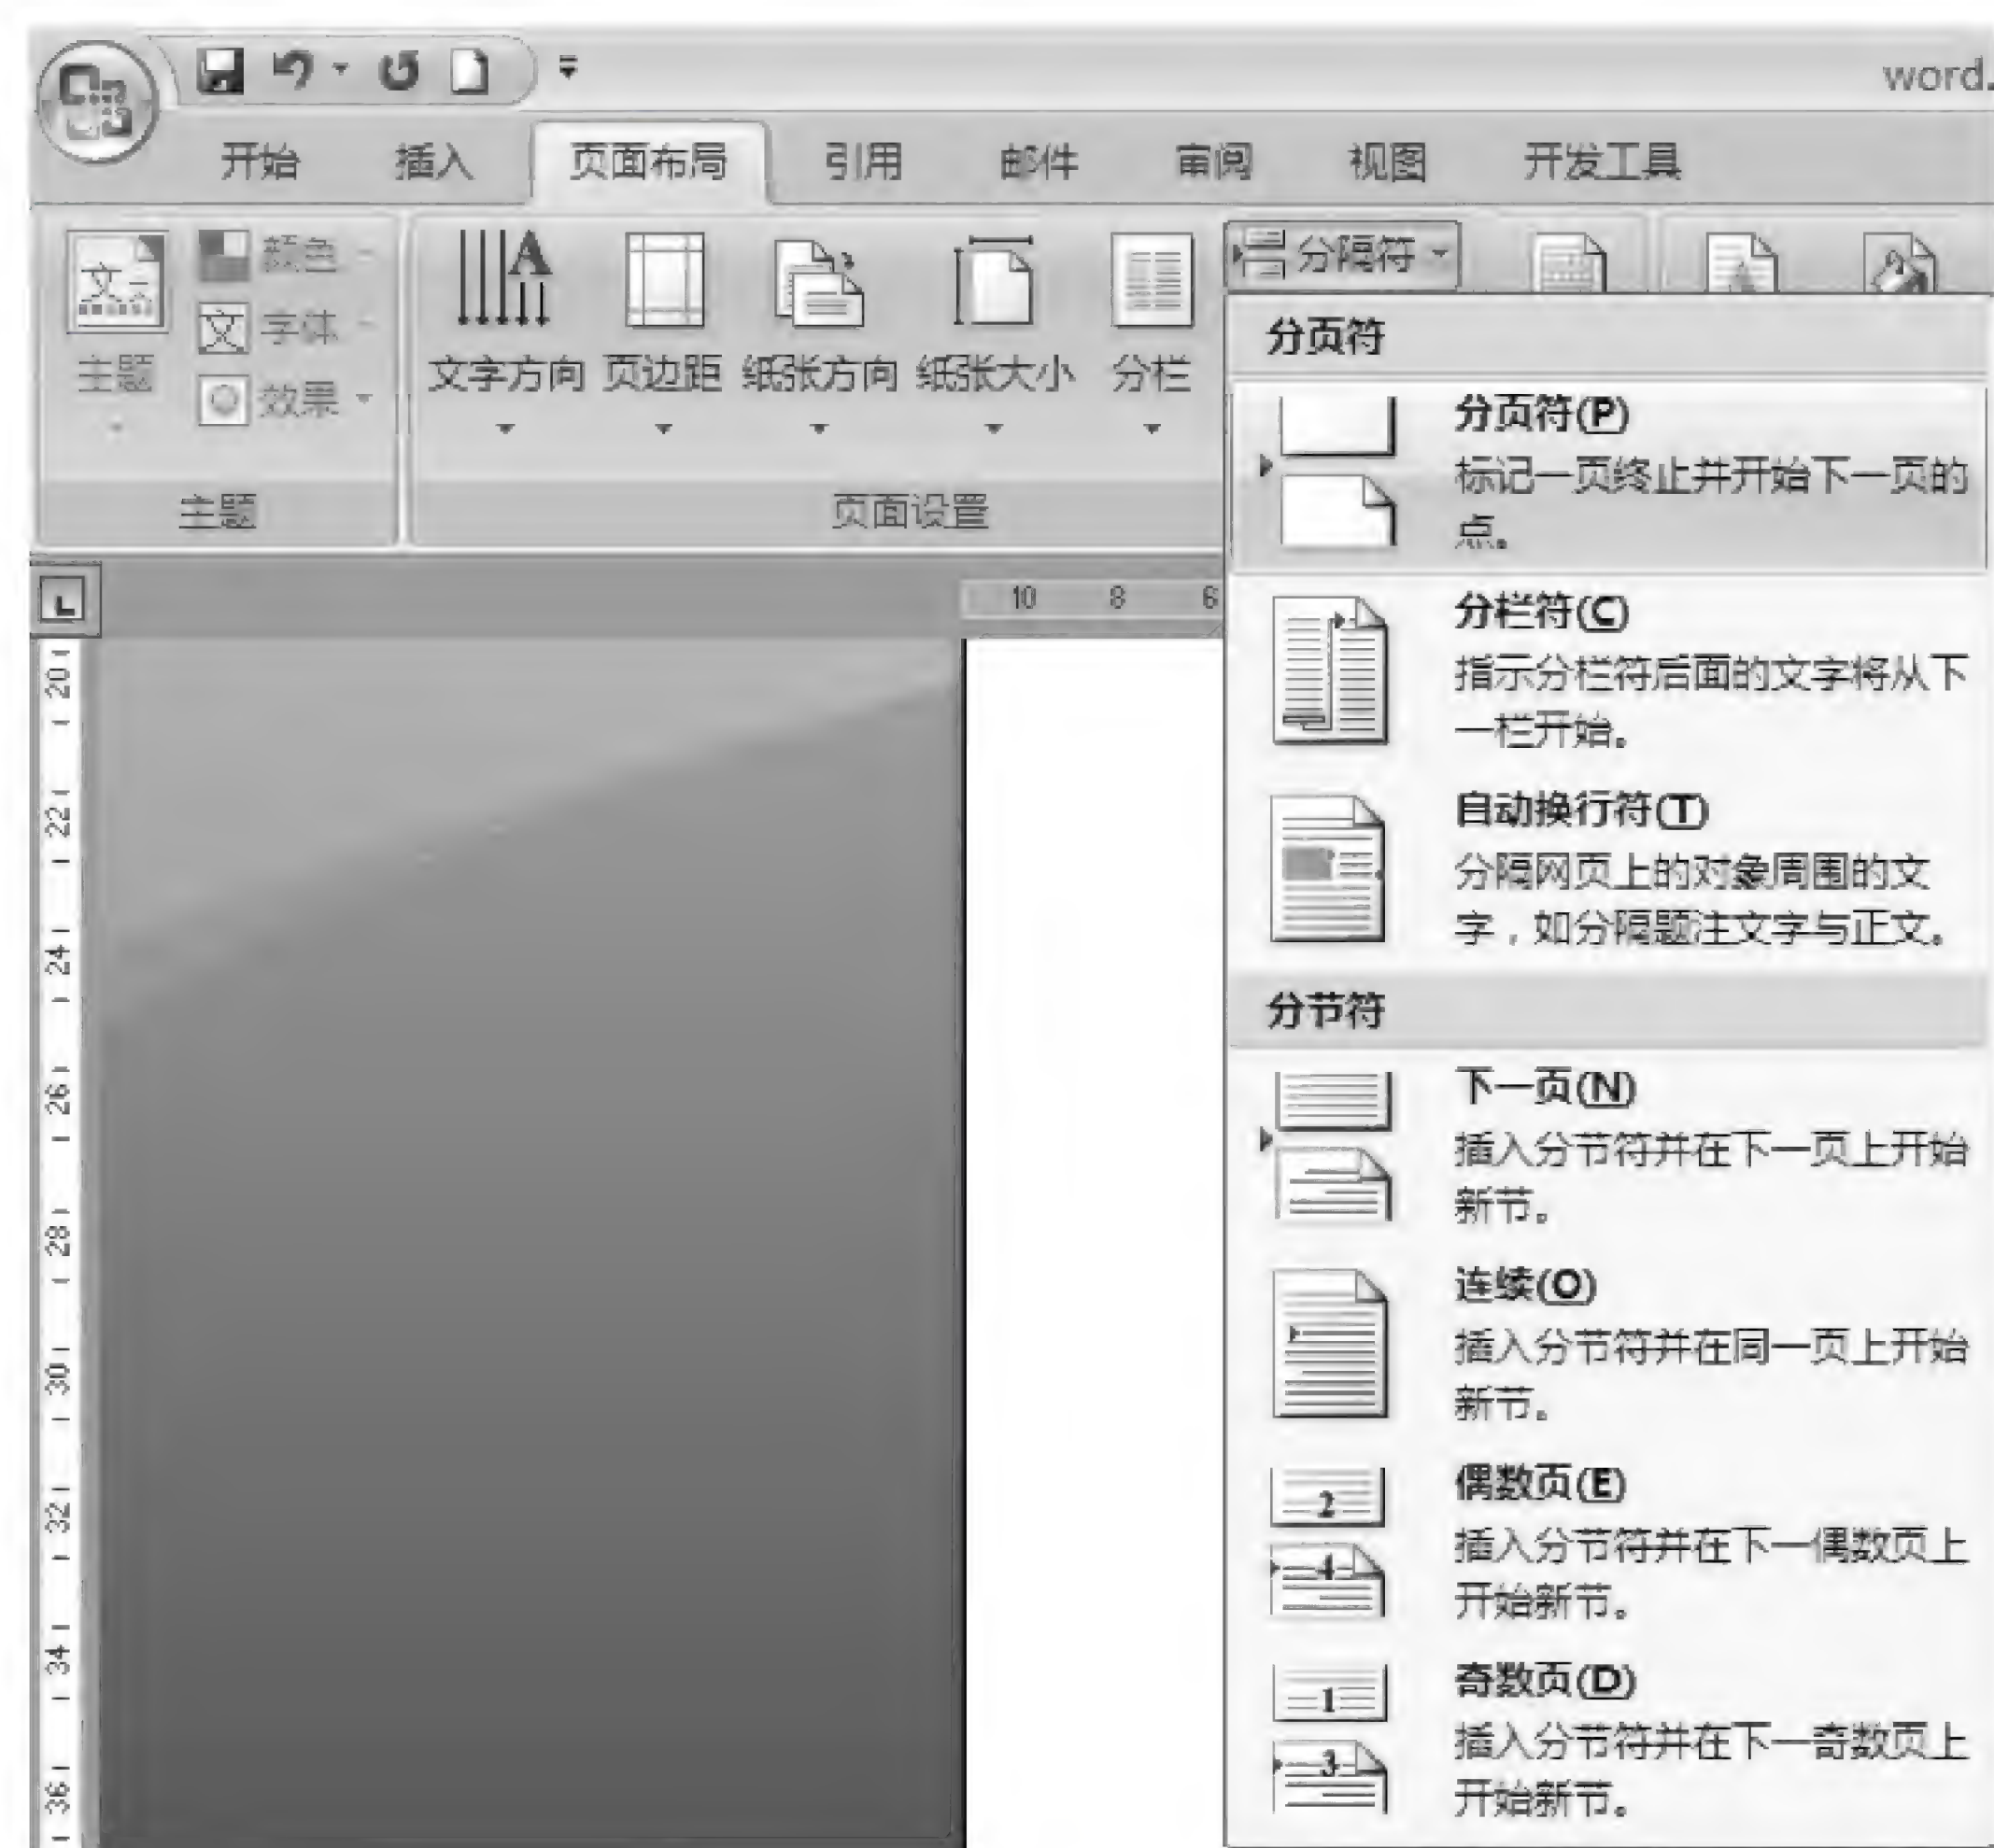 word.
开始 插入 页面布局 引用 邮件 审阅 视图 开发工具
颜色
字体
效果
主题
文字方向 页边距 纸张方向 纸张大小 分栏
分隔符
主题
页面设置
分页符
分页符(P)
标记一页终止并开始下一页的
点。
分栏符(C)
指示分栏符后面的文字将从下
一栏开始。
自动换行符(T)
分隔网页上的对象周围的文
字，如分隔题注文字与正文。
分节符
下一页(N)
插入分节符并在下一页上开始
新节。
连续(O)
插入分节符并在同一页上开始
新节。
2
4
偶数页(E)
插入分节符并在下一偶数页上
开始新节。
1
3
奇数页(D)
插入分节符并在下一奇数页上
开始新节。
10 8 6
20
22
24
26
28
30
32
34
36